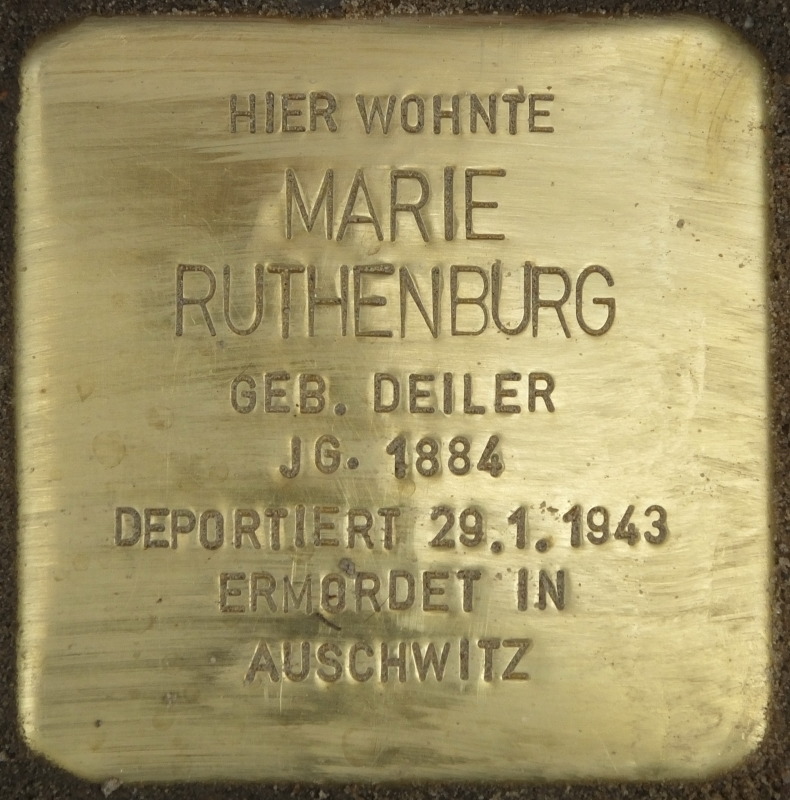 HIER WOHNTE
MARIE
RUTHENBURG
GEB. DEILER
JG. 1884
DEPORTIERT 29.1.1943
ERMORDET IN
AUSCHWITZ